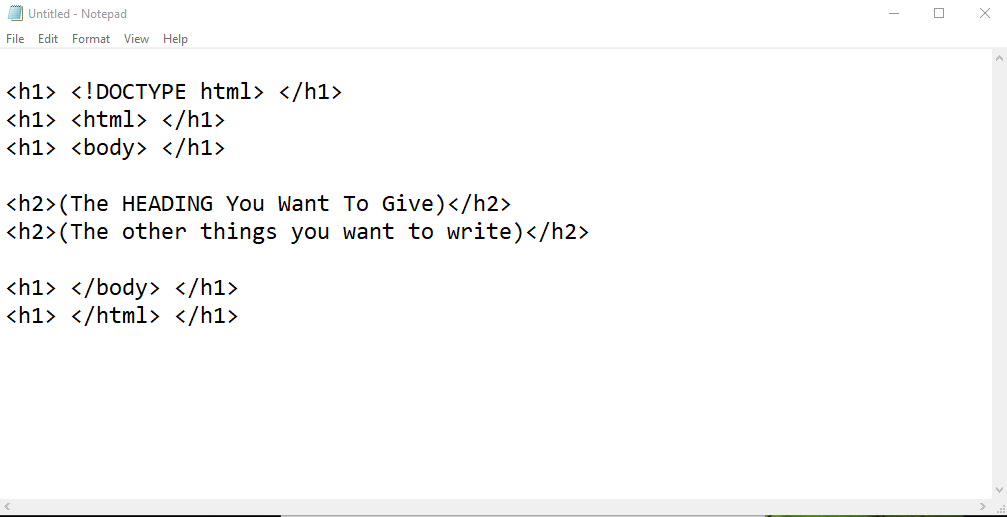 Untitled - Notepad
File Edit Format View Help
<h1> <!DOCTYPE html> </h1>
<h1> <html> </h1>
<h1> <body> </h1>
<h2>(The HEADING You Want To Give)</h2>
<h2>(The other things you want to write)</h2>
<h1> </body> </h1>
<h1> </html> </h1>